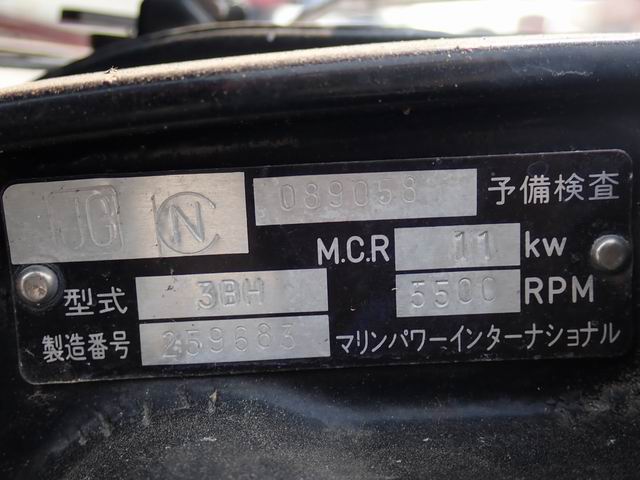 JCI N 089058 予備検査
M.C.R 11 kw
型式 3BH 5500 RPM
製造番号 259683 マリンパワーインターナショナル